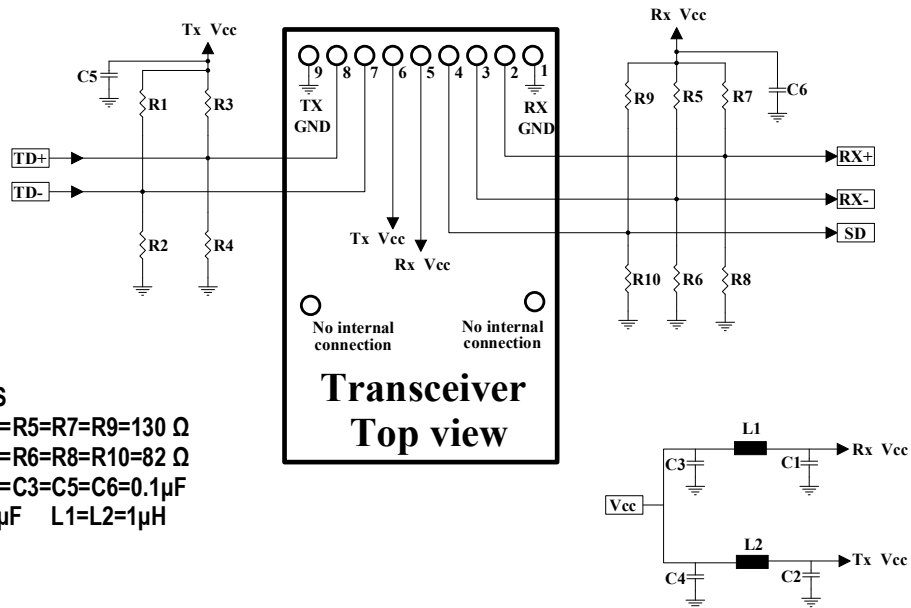 Tx Vcc
C5
R1
R3
TD+
TD-
R2
R4
9 8 7 6 5 4 3 2 1
TX
GND
RX
GND
Tx Vcc
Rx Vcc
No internal
connection
No internal
connection
Transceiver
Top view
Rx Vcc
C6
R9
R5
R7
RX+
RX-
SD
R10
R6
R8
S
=R5=R7=R9=130 Ω
=R6=R8=R10=82 Ω
=C3=C5=C6=0.1µF
µF L1=L2=1µH
L1
Rx Vcc
C3
C1
Vcc
L2
Tx Vcc
C4
C2